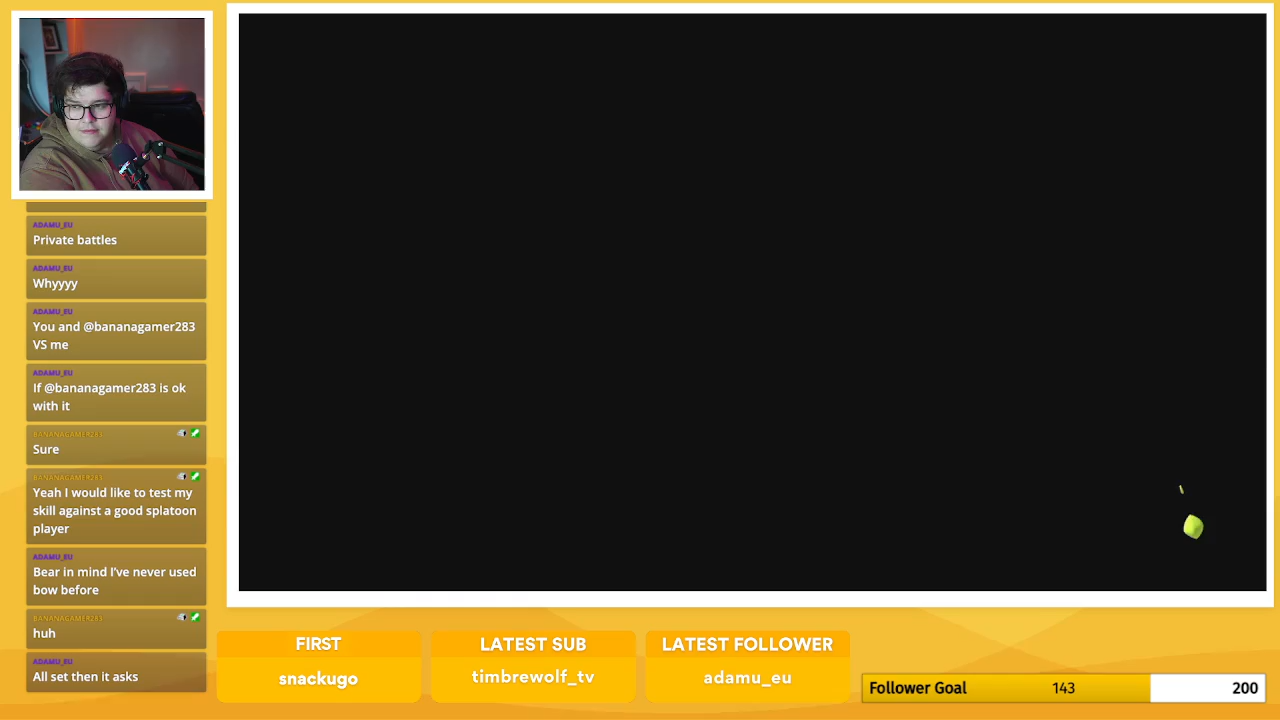 ADAMU_EU
Private battles
ADAMU_EU
Whyyyy
ADAMU_EU
You and @bananagamer283
VS me
ADAMU_EU
If @bananagamer283 is ok
with it
BANANAGAMER283
Sure
BANANAGAMER283
Yeah I would like to test my
skill against a good splatoon
player
ADAMU_EU
Bear in mind I've never used
bow before
BANANAGAMER283
huh
ADAMU_EU
All set then it asks
FIRST
snackugo
LATEST SUB
timbrewolf_tv
LATEST FOLLOWER
adamu_eu
Follower Goal 143 200